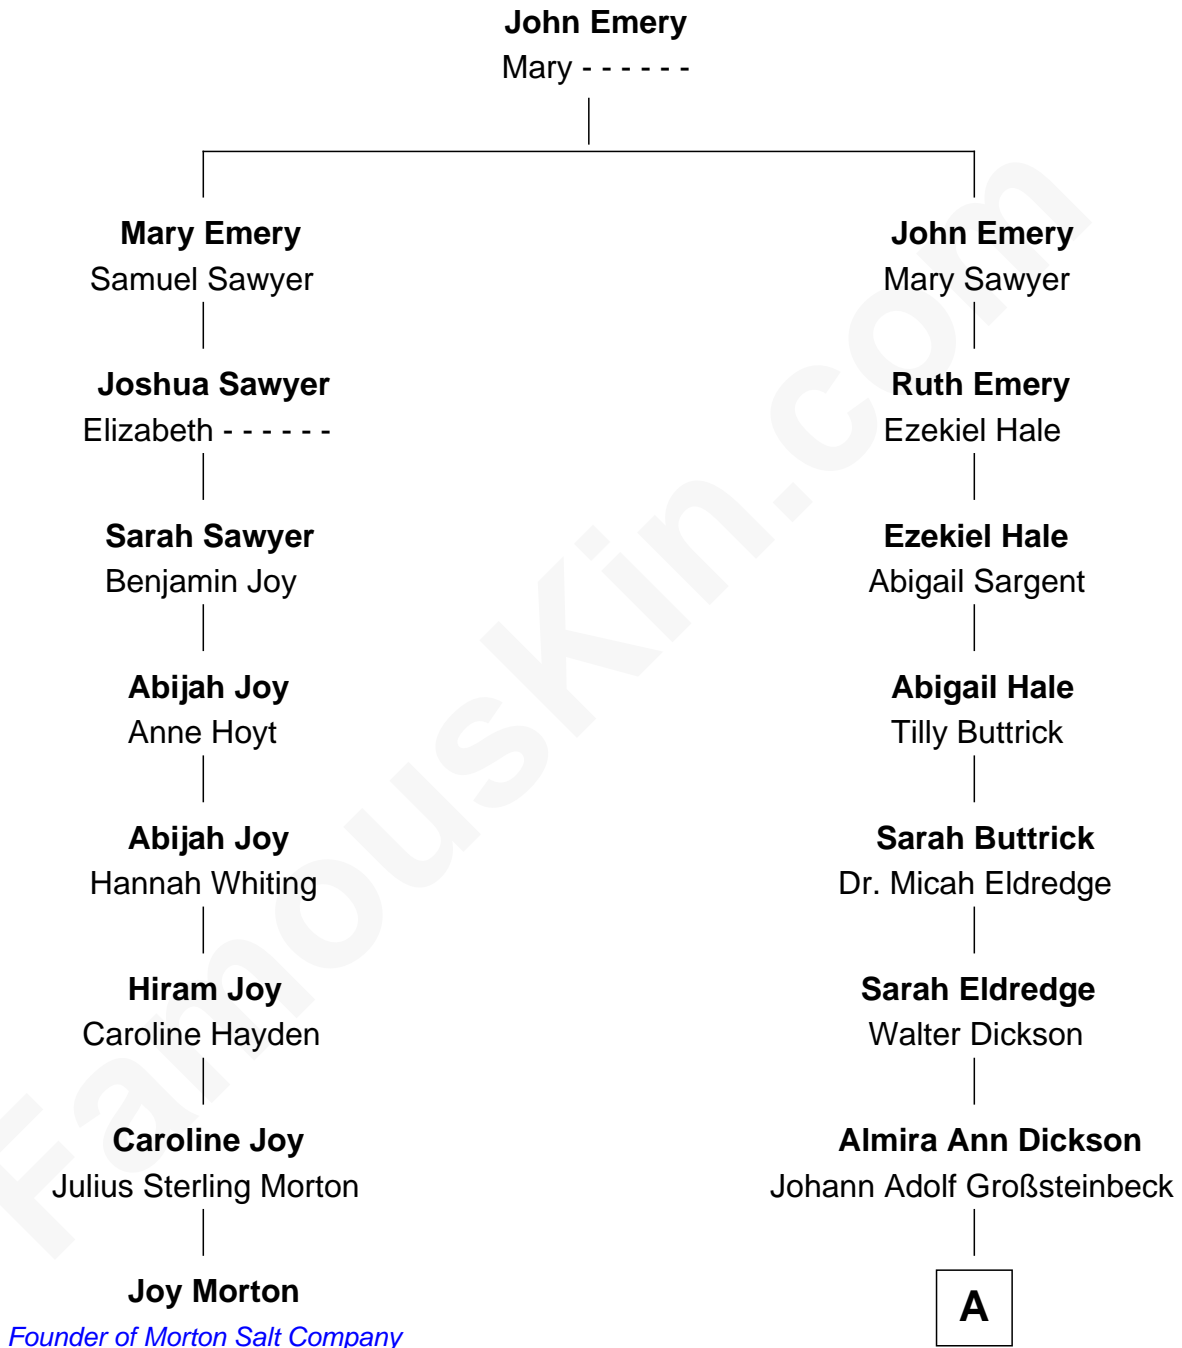 John Emery
Mary - - - - - -
Mary Emery
Samuel Sawyer
John Emery
Mary Sawyer
Joshua Sawyer
Elizabeth - - - - - -
Ruth Emery
Ezekiel Hale
Sarah Sawyer
Benjamin Joy
Ezekiel Hale
Abigail Sargent
Abijah Joy
Anne Hoyt
Abigail Hale
Tilly Buttrick
Abijah Joy
Hannah Whiting
Sarah Buttrick
Dr. Micah Eldredge
Hiram Joy
Caroline Hayden
Sarah Eldredge
Walter Dickson
Caroline Joy
Julius Sterling Morton
Almira Ann Dickson
Johann Adolf Großsteinbeck
Joy Morton
Founder of Morton Salt Company
A
FamousKin.com